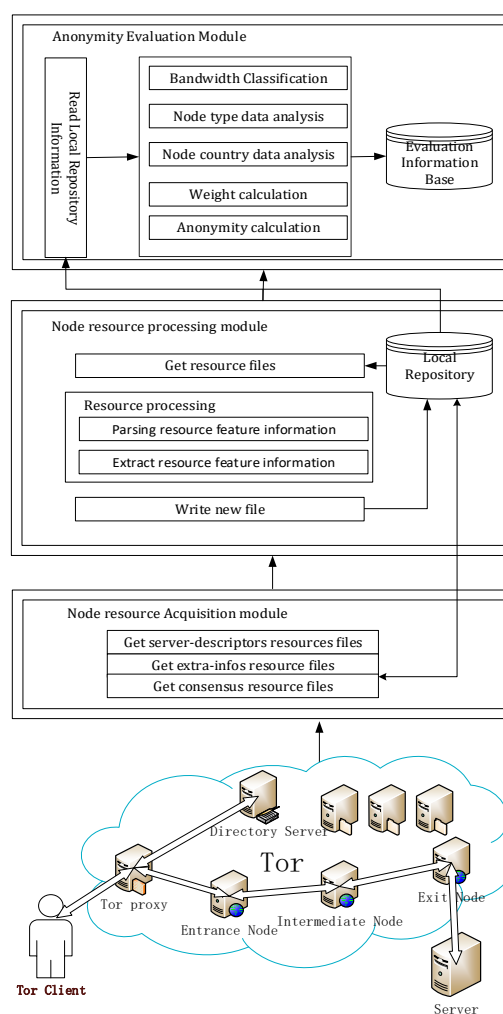 Anonymity Evaluation Module
Read Local Repository
Information
Bandwidth Classification
Node type data analysis
Node country data analysis
Weight calculation
Anonymity calculation
Evaluation
Information
Base
Node resource processing module
Get resource files
Local
Repository
Resource processing
Parsing resource feature information
Extract resource feature information
Write new file
Node resource Acquisition module
Get server-descriptors resources files
Get extra-infos resource files
Get consensus resource files
Directory Server
Tor
Tor proxy
Entrance Node
Intermediate Node
Exit Node
Tor Client
Server